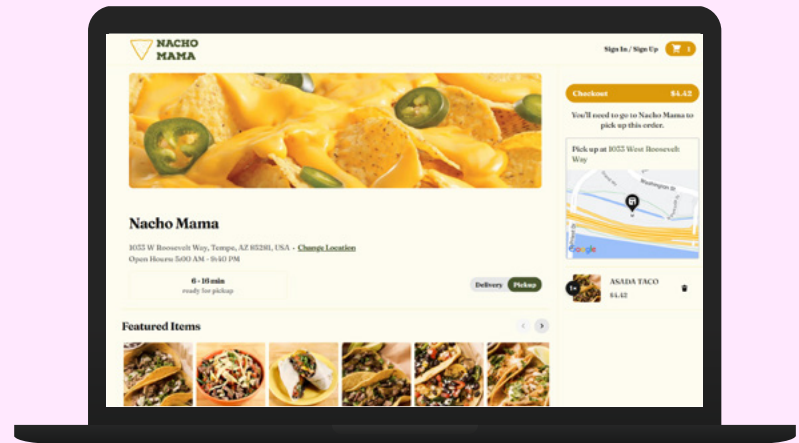 NACHO
MAMA
Sign In / Sign Up
1
Checkout $4.42
You'll need to go to Nacho Mama to
pick up this order.
Pick up at 1033 West Roosevelt
Way
Washington St
Google
1×
ASADA TACO
$4.42
Nacho Mama
1033 W Roosevelt Way, Tempe, AZ 85281, USA - Change Location
Open Hours: 5:00 AM - 9:40 PM
6 - 16 min
ready for pickup
Delivery Pickup
Featured Items